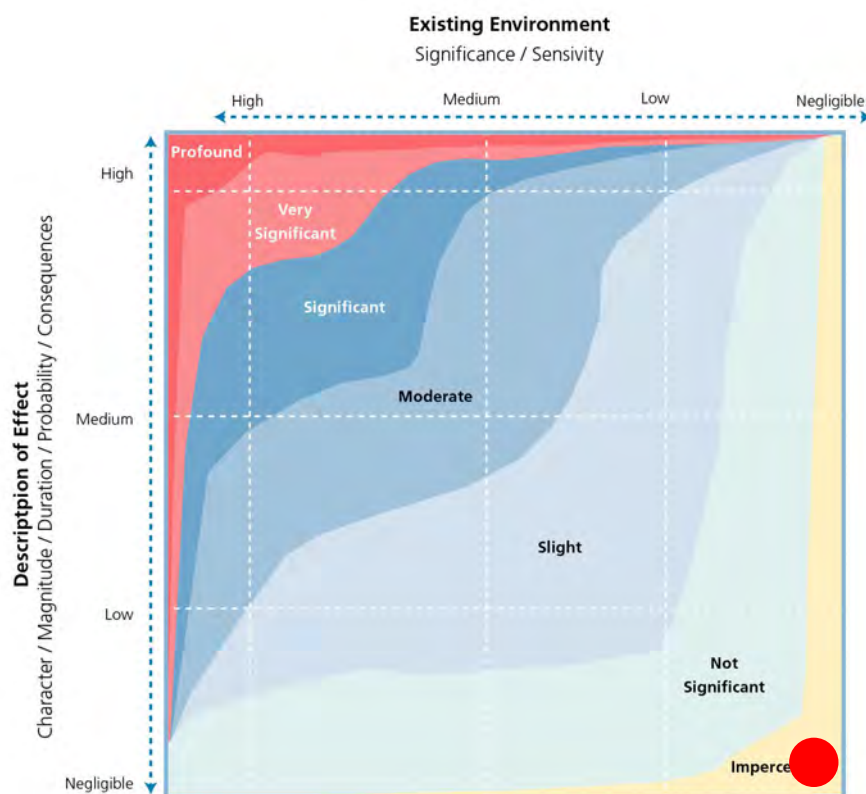 Existing Environment
Significance / Sensivity
High
Medium
Low
Negligible
Profound
High
Very
Significant
Significant
Moderate
Medium
Slight
Low
Not
Significant
Negligible
Descriptpion of Effect
Character / Magnitude / Duration / Probability / Consequences